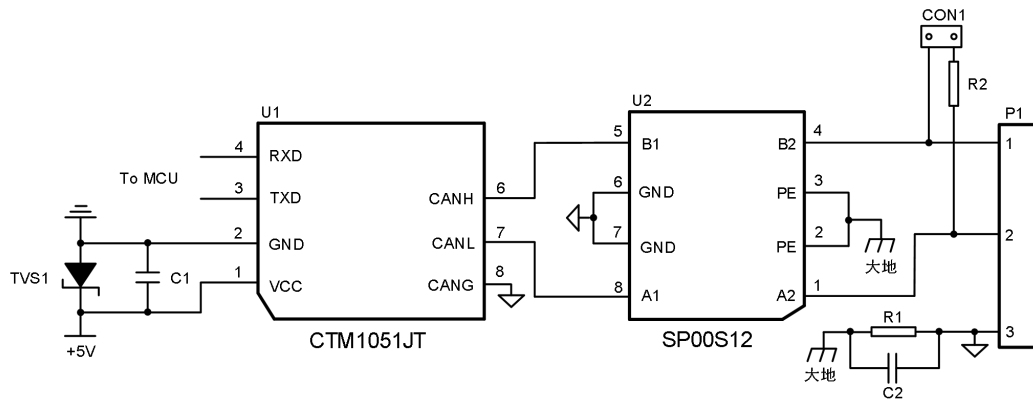 CON1
R2
P1
U1
U2
4 RXD
To MCU
3 TXD
2 GND
1 VCC
CANH 6
CANL 7
CANG 8
TVS1
C1
+5V
CTM1051JT
5 B1
6 GND
7 GND
8 A1
B2 4
PE 3
PE 2
A2 1
大地
SP00S12
1
2
3
R1
大地
C2